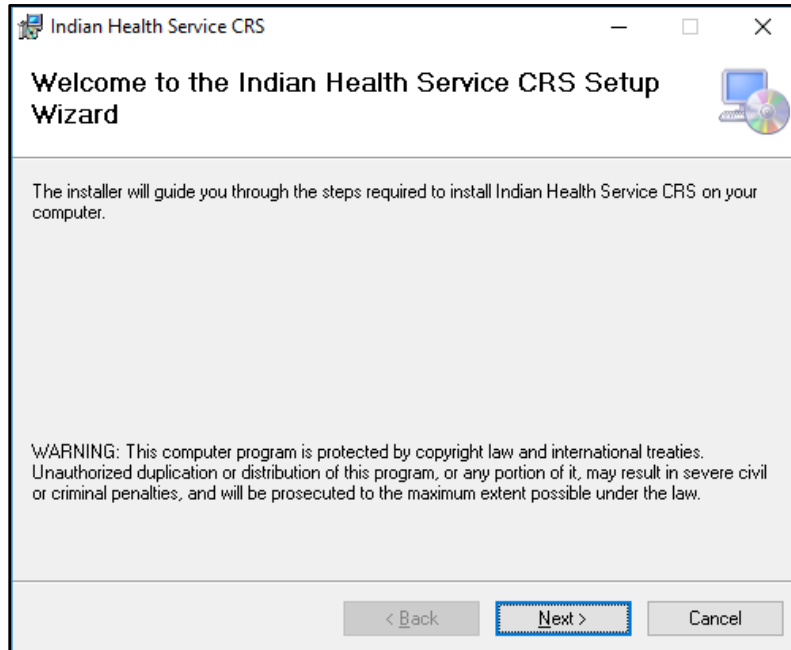 Indian Health Service CRS
Welcome to the Indian Health Service CRS Setup
Wizard
The installer will guide you through the steps required to install Indian Health Service CRS on your
computer.
WARNING: This computer program is protected by copyright law and international treaties.
Unauthorized duplication or distribution of this program, or any portion of it, may result in severe civil
or criminal penalties, and will be prosecuted to the maximum extent possible under the law.
< Back
Next >
Cancel